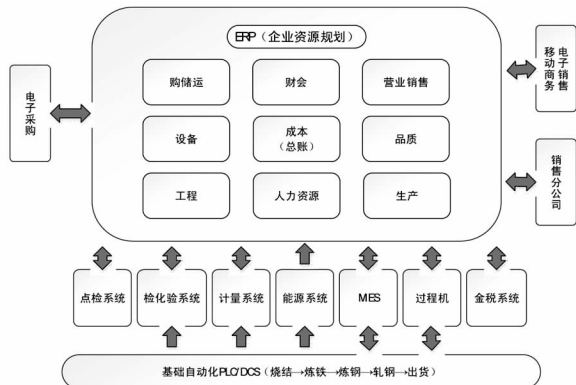 ERP（企业资源规划）
购储运
财会
营业销售
设备
成本
（总账）
品质
工程
人力资源
生产
电子采购
电子销售
移动商务
销售分公司
点检系统
检化验系统
计量系统
能源系统
MES
过程机
金税系统
基础自动化PLC/DCS（烧结→炼铁→炼钢→轧钢→出货）